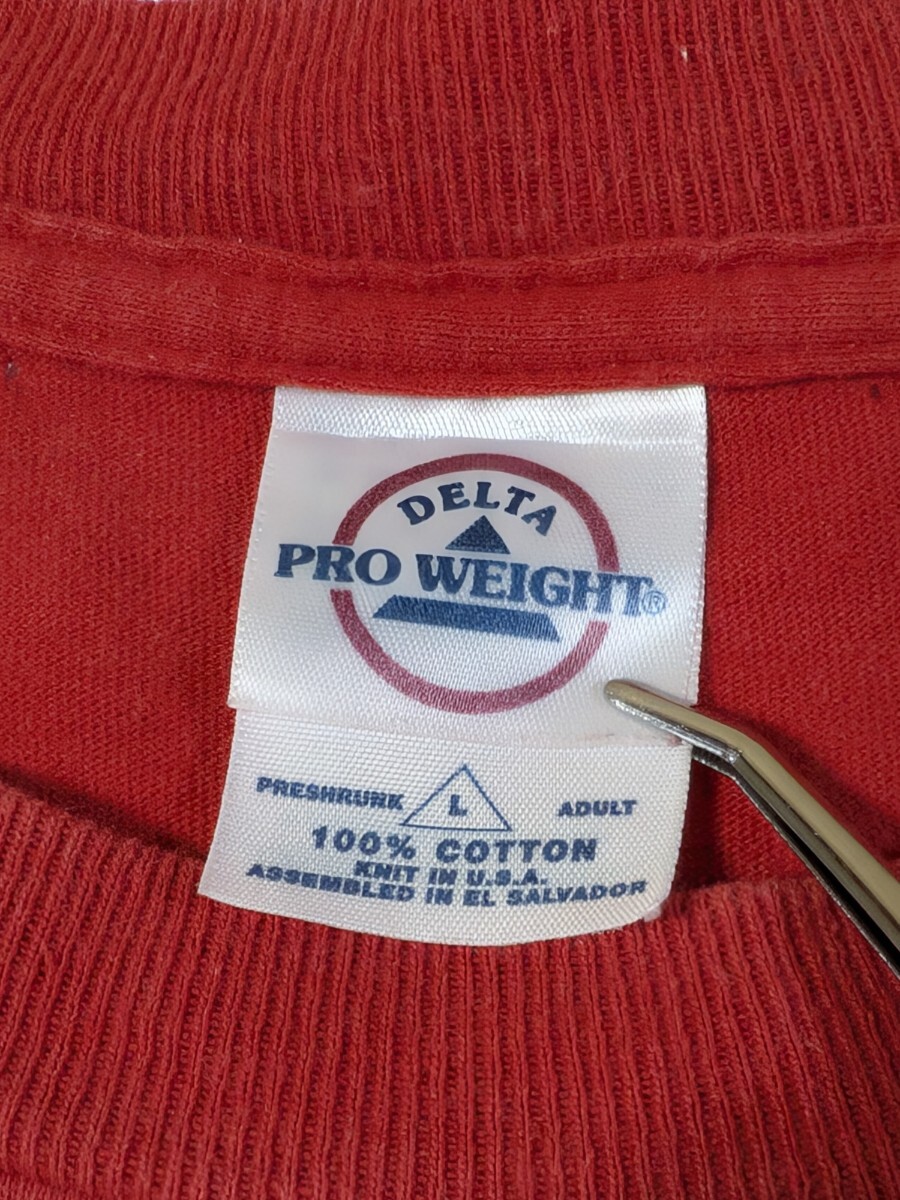 DELTA
PRO WEIGHT®
PRESHRUNK L ADULT
100% COTTON
KNIT IN U.S.A.
ASSEMBLED IN EL SALVADOR